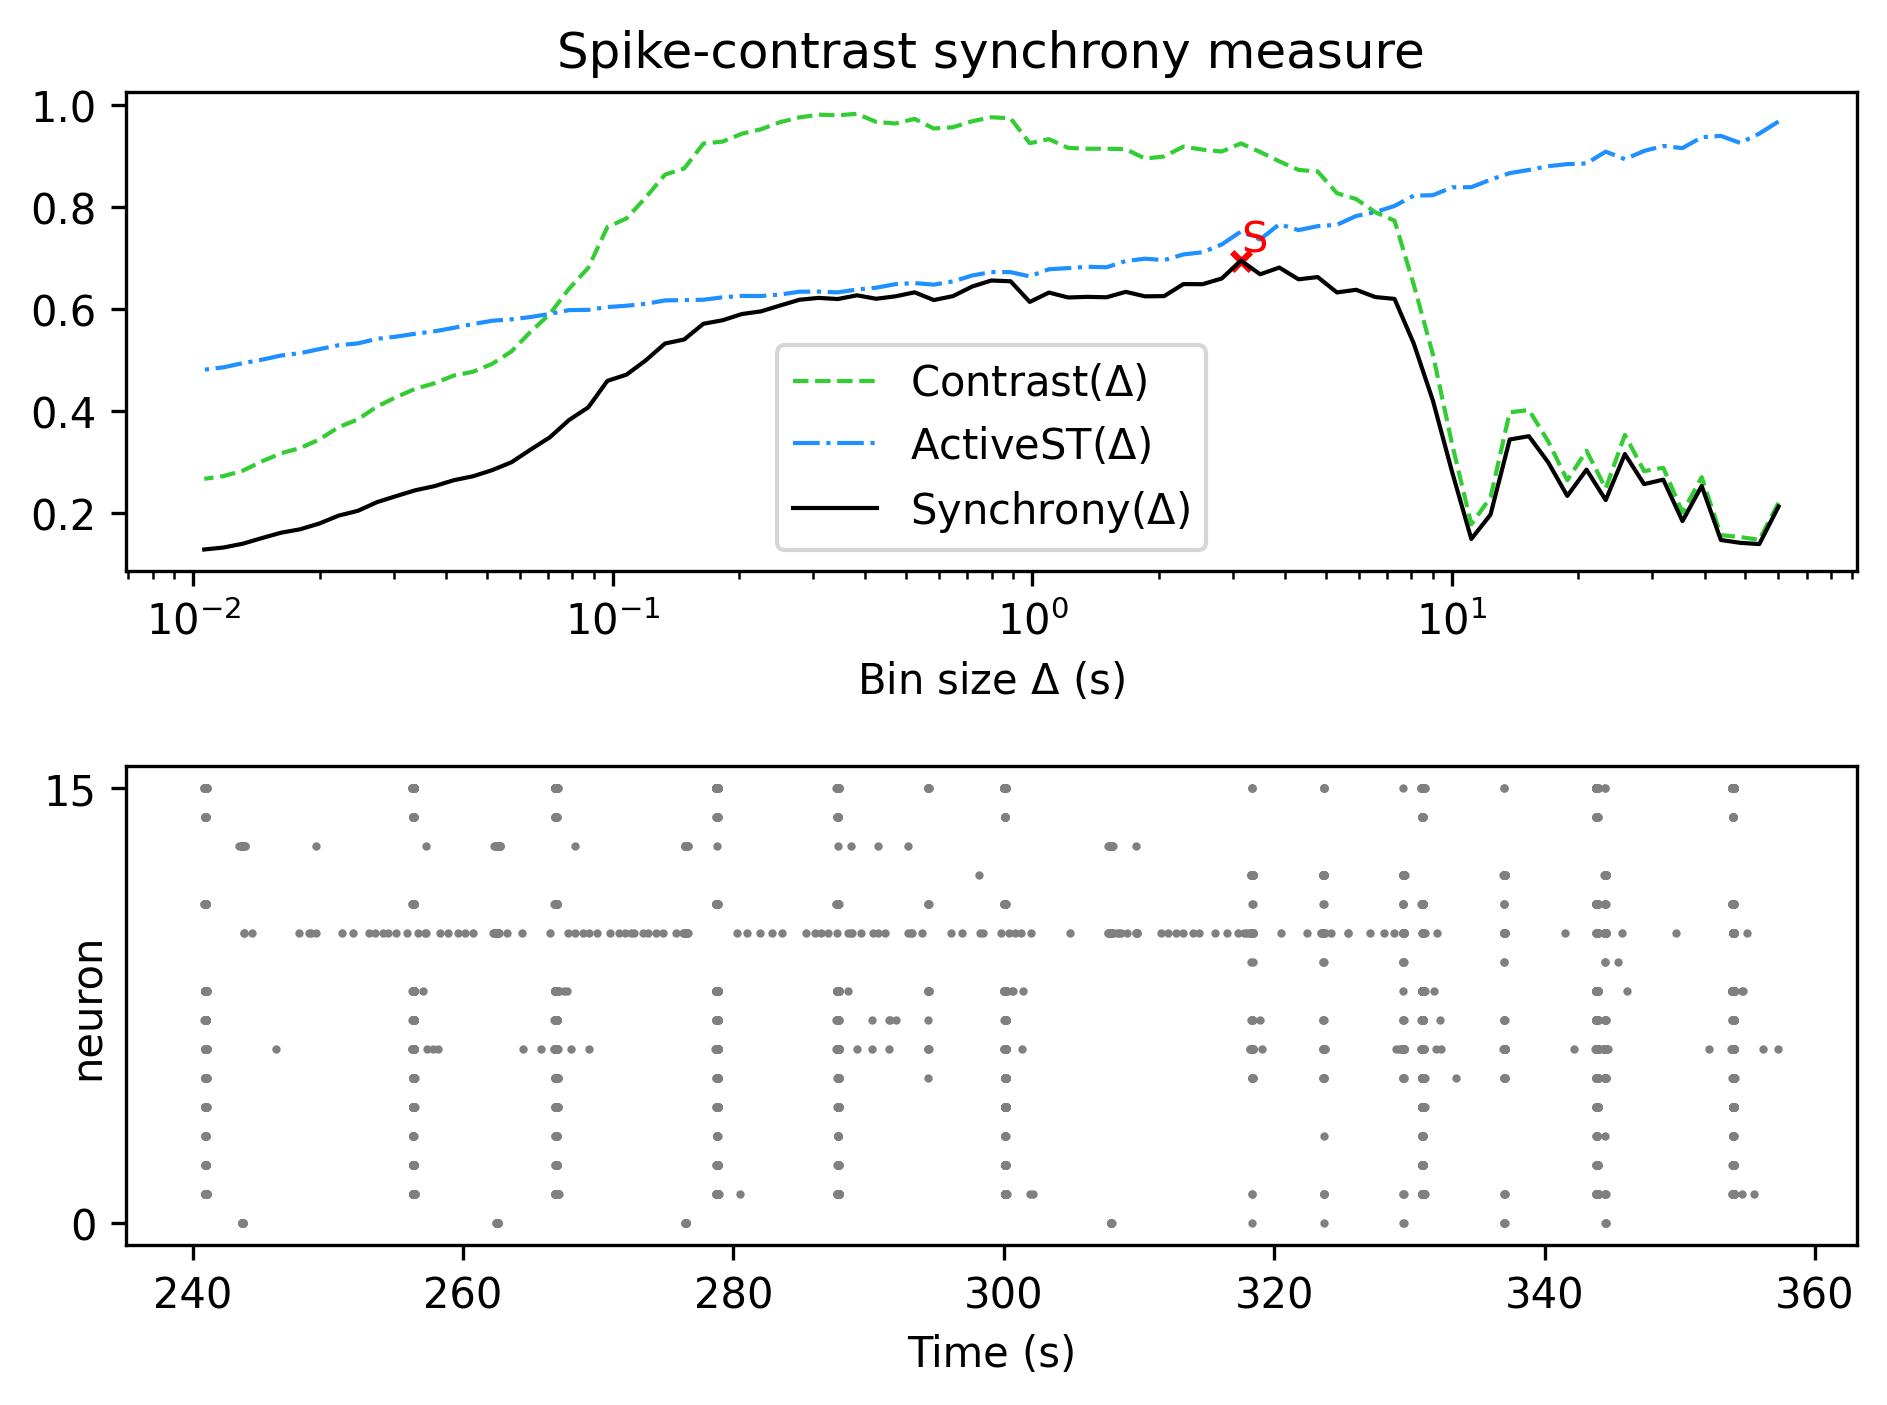 Spike-contrast synchrony measure
1.0
0.8
0.6
0.4
0.2
S
Contrast(Δ)
ActiveST(Δ)
Synchrony(Δ)
10⁻² 10⁻¹ 10⁰ 10¹
Bin size Δ (s)
15
neuron
0
240 260 280 300 320 340 360
Time (s)